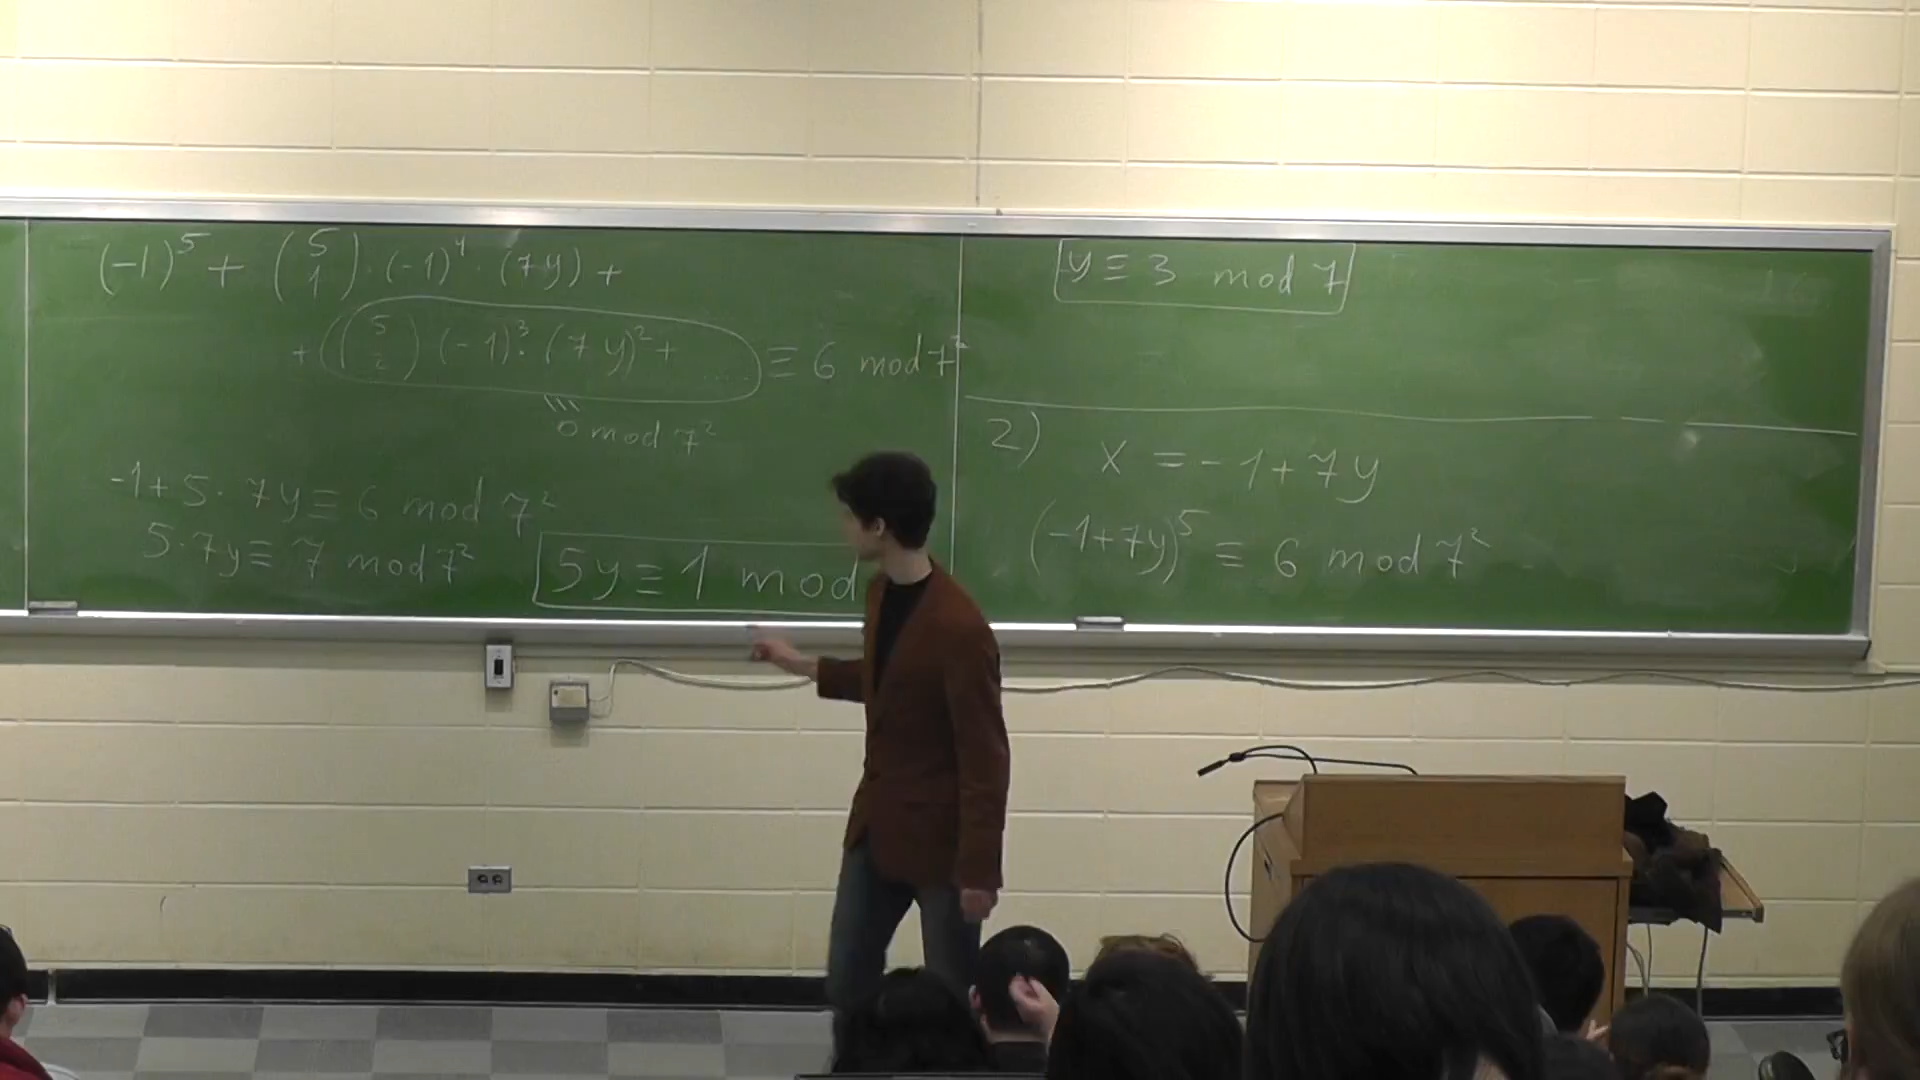 (-1)^5 + (5 1) · (-1)^4 · (7y) +
+ (5 2) · (-1)^3 · (7y)^2 + ..... ≡ 6 mod 7^2
0 mod 7^2
-1+5·7y ≡ 6 mod 7^2
5·7y ≡ 7 mod 7^2
5y ≡ 1 mod
y ≡ 3 mod 7
2) x = -1+7y
(-1+7y)^5 ≡ 6 mod 7^2